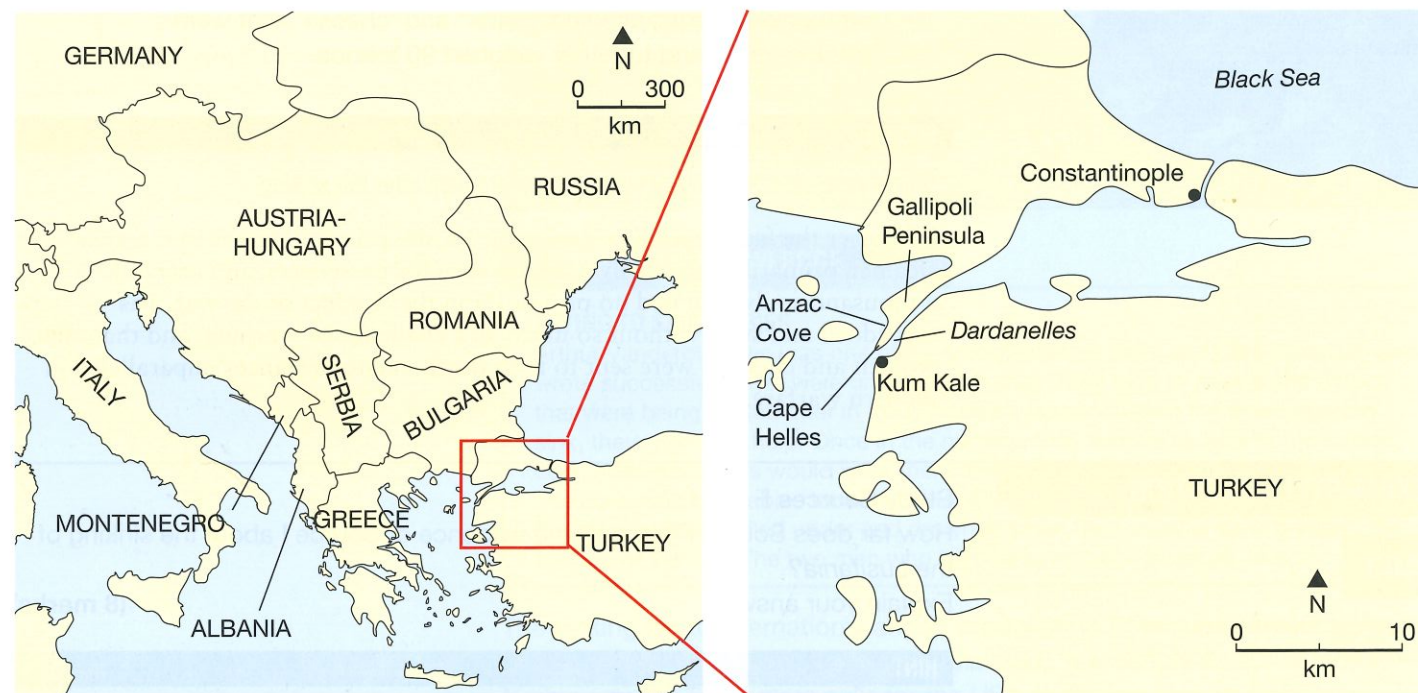 GERMANY
N
0 300
km
RUSSIA
AUSTRIA-
HUNGARY
ROMANIA
ITALY
SERBIA
BULGARIA
MONTENEGRO
GREECE
TURKEY
ALBANIA
Black Sea
Constantinople
Gallipoli
Peninsula
Anzac
Cove
Dardanelles
Kum Kale
Cape
Helles
TURKEY
N
0 10
km